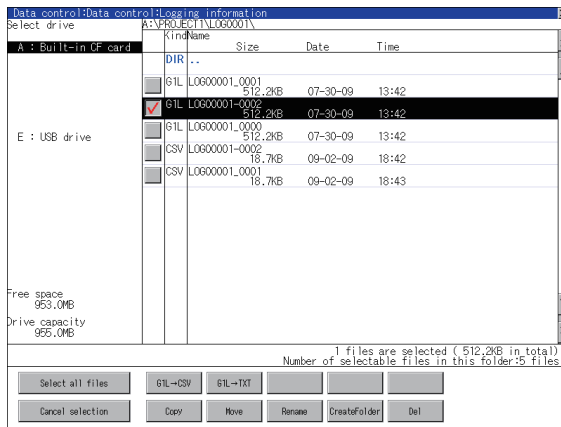 Data control:Data control:Logging information
Select drive
A:\PROJECT1\LOG0001\
Kind Name
Size Date Time
A : Built-in CF card
DIR ..
G1L LOG00001_0001
512.2KB 07-30-09 13:42
G1L LOG00001-0002
512.2KB 07-30-09 13:42
G1L LOG00001_0000
512.2KB 07-30-09 13:42
E : USB drive
CSV LOG00001-0002
18.7KB 09-02-09 18:42
CSV LOG00001_0001
18.7KB 09-02-09 18:43
Free space
953.0MB
Drive capacity
955.0MB
1 files are selected ( 512.2KB in total)
Number of selectable files in this folder:5 files
Select all files G1L→CSV G1L→TXT
Cancel selection Copy Move Rename CreateFolder Del